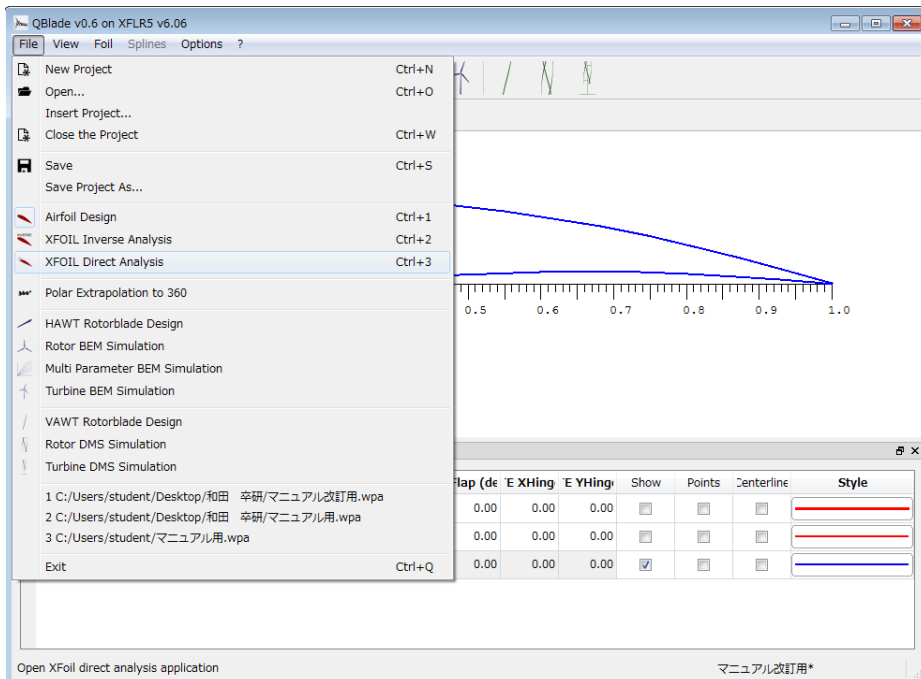 QBlade v0.6 on XFLR5 v6.06
File View Foil Splines Options ?
New Project Ctrl+N
Open... Ctrl+O
Insert Project...
Close the Project Ctrl+W
Save Ctrl+S
Save Project As...
Airfoil Design Ctrl+1
XFOIL Inverse Analysis Ctrl+2
XFOIL Direct Analysis Ctrl+3
Polar Extrapolation to 360
HAWT Rotorblade Design
Rotor BEM Simulation
Multi Parameter BEM Simulation
Turbine BEM Simulation
VAWT Rotorblade Design
Rotor DMS Simulation
Turbine DMS Simulation
1 C:/Users/student/Desktop/和田　卒研/マニュアル改訂用.wpa
2 C:/Users/student/Desktop/和田　卒研/マニュアル用.wpa
3 C:/Users/student/マニュアル用.wpa
Exit Ctrl+Q
0.5 0.6 0.7 0.8 0.9 1.0
Flap (de E XHing E YHing Show Points Centerline Style
0.00 0.00 0.00
0.00 0.00 0.00
0.00 0.00 0.00
Open XFoil direct analysis application
マニュアル改訂用*